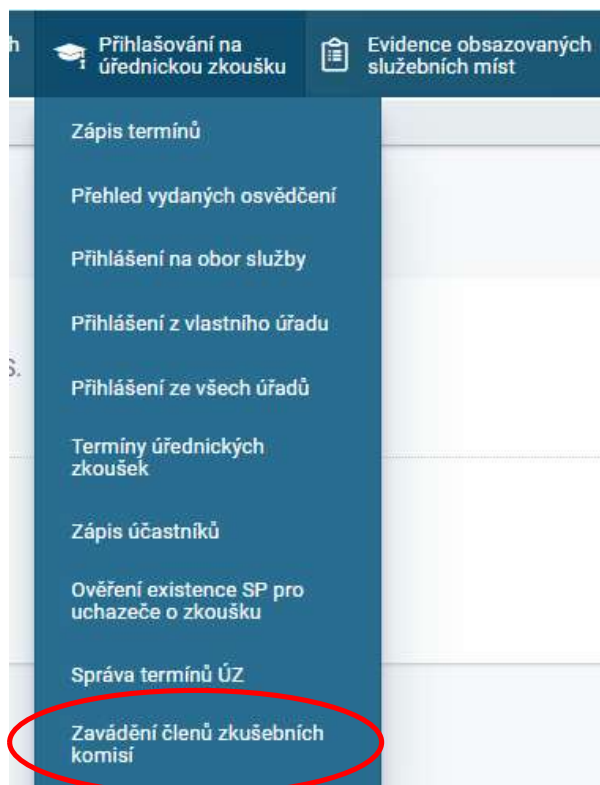 h
Přihlašování na
úřednickou zkoušku
Evidence obsazovaných
služebních míst
Zápis termínů
Přehled vydaných osvědčení
Přihlášení na obor služby
Přihlášení z vlastního úřadu
S.
Přihlášení ze všech úřadů
Termíny úřednických
zkoušek
Zápis účastníků
Ověření existence SP pro
uchazeče o zkoušku
Správa termínů ÚZ
Zavádění členů zkušebních
komisí